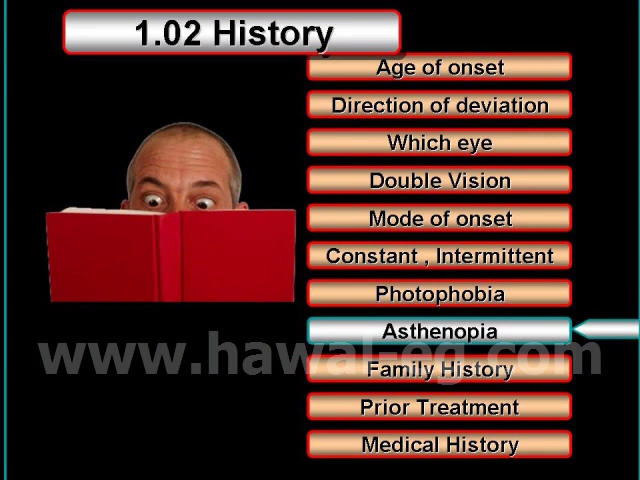 1.02 History
Age of onset
Direction of deviation
Which eye
Double Vision
Mode of onset
Constant , Intermittent
Photophobia
Asthenopia
www.hawal-eg.com
Family History
Prior Treatment
Medical History